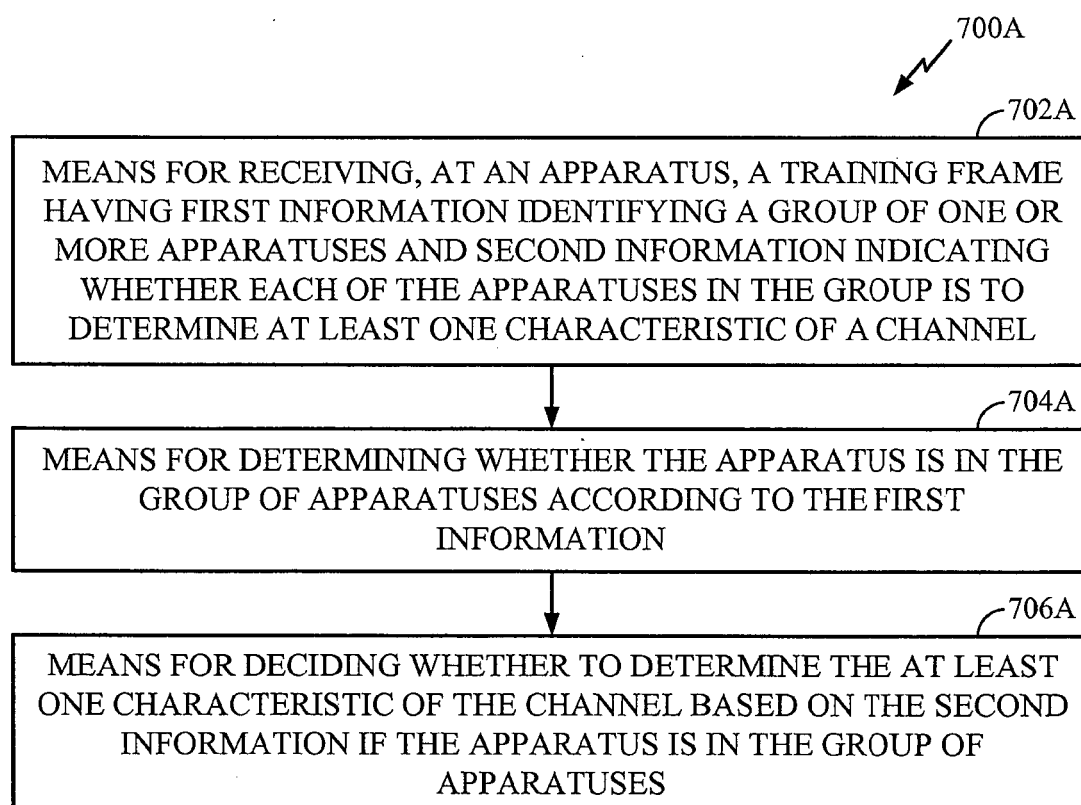 700A
702A
MEANS FOR RECEIVING, AT AN APPARATUS, A TRAINING FRAME
HAVING FIRST INFORMATION IDENTIFYING A GROUP OF ONE OR
MORE APPARATUSES AND SECOND INFORMATION INDICATING
WHETHER EACH OF THE APPARATUSES IN THE GROUP IS TO
DETERMINE AT LEAST ONE CHARACTERISTIC OF A CHANNEL
704A
MEANS FOR DETERMINING WHETHER THE APPARATUS IS IN THE
GROUP OF APPARATUSES ACCORDING TO THE FIRST
INFORMATION
706A
MEANS FOR DECIDING WHETHER TO DETERMINE THE AT LEAST
ONE CHARACTERISTIC OF THE CHANNEL BASED ON THE SECOND
INFORMATION IF THE APPARATUS IS IN THE GROUP OF
APPARATUSES